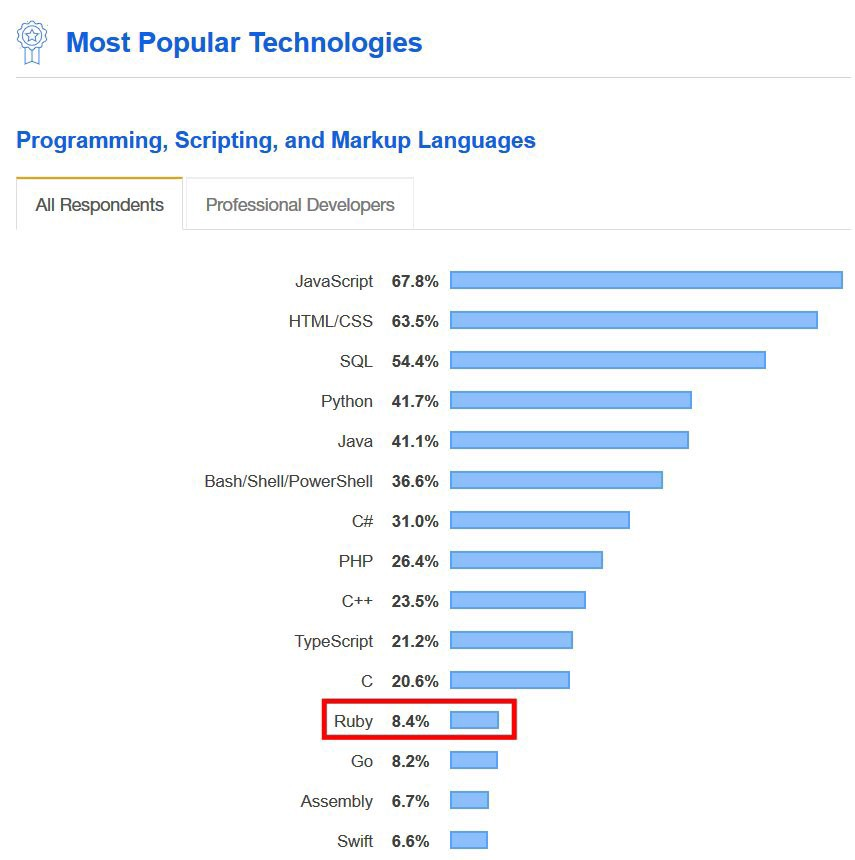 Most Popular Technologies
Programming, Scripting, and Markup Languages
All Respondents Professional Developers
JavaScript 67.8%
HTML/CSS 63.5%
SQL 54.4%
Python 41.7%
Java 41.1%
Bash/Shell/PowerShell 36.6%
C# 31.0%
PHP 26.4%
C++ 23.5%
TypeScript 21.2%
C 20.6%
Ruby 8.4%
Go 8.2%
Assembly 6.7%
Swift 6.6%